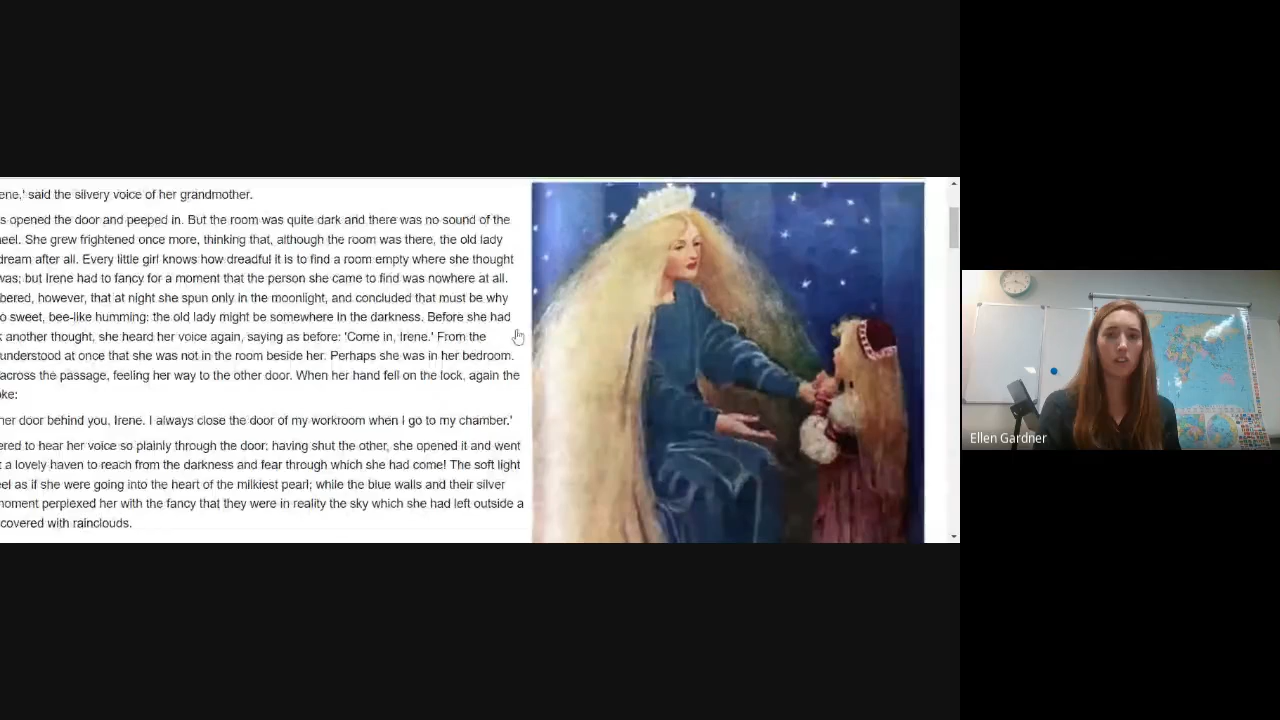 ene,' said the silvery voice of her grandmother.
s opened the door and peeped in. But the room was quite dark and there was no sound of the
eel. She grew frightened once more, thinking that, although the room was there, the old lady
dream after all. Every little girl knows how dreadful it is to find a room empty where she thought
was; but Irene had to fancy for a moment that the person she came to find was nowhere at all.
bered, however, that at night she spun only in the moonlight, and concluded that must be why
o sweet, bee-like humming: the old lady might be somewhere in the darkness. Before she had
k another thought, she heard her voice again, saying as before: 'Come in, Irene.' From the
understood at once that she was not in the room beside her. Perhaps she was in her bedroom.
across the passage, feeling her way to the other door. When her hand fell on the lock, again the
oke:
her door behind you, Irene. I always close the door of my workroom when I go to my chamber.'
ered to hear her voice so plainly through the door; having shut the other, she opened it and went
t a lovely haven to reach from the darkness and fear through which she had come! The soft light
eel as if she were going into the heart of the milkiest pearl; while the blue walls and their silver
moment perplexed her with the fancy that they were in reality the sky which she had left outside a
covered with rainclouds.
Ellen Gardner